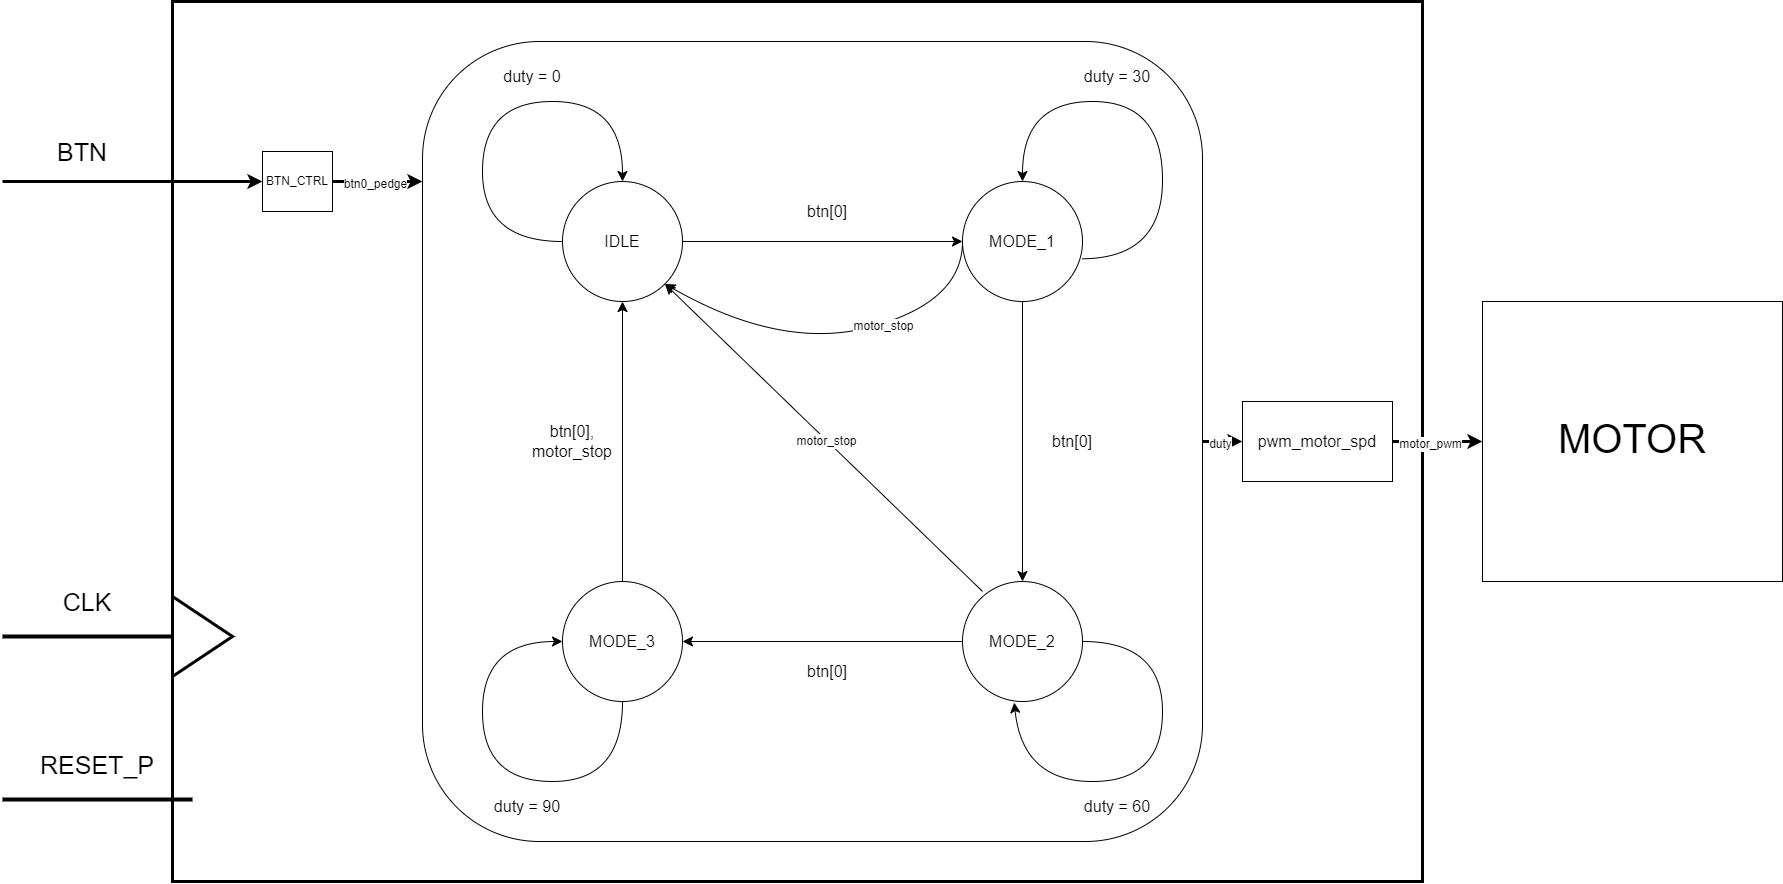 duty = 0
duty = 30
BTN
BTN_CTRL
btn0_pedge
btn[0]
IDLE
MODE_1
motor_stop
btn[0],
motor_stop
motor_stop
btn[0]
duty
pwm_motor_spd
motor_pwm
MOTOR
CLK
MODE_3
MODE_2
btn[0]
RESET_P
duty = 90
duty = 60